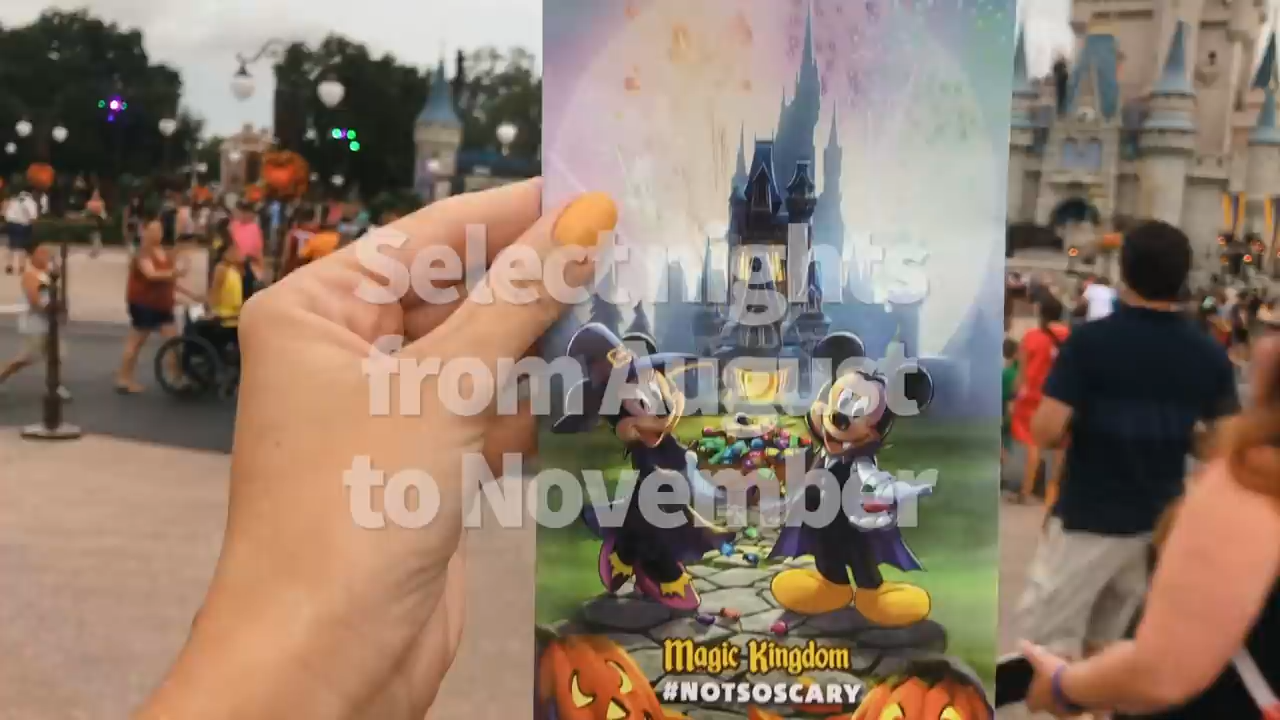 Select nights
from August
to November
Magic Kingdom
#NOTSOSCARY